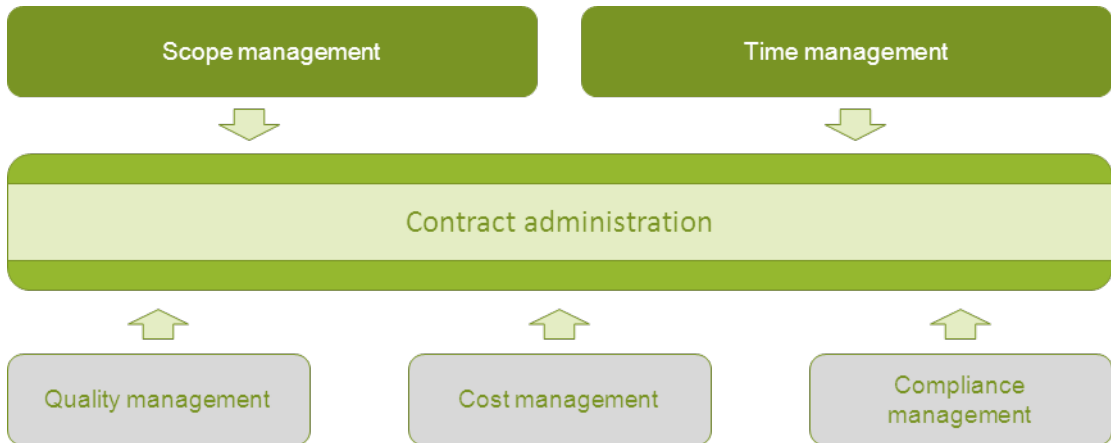 Scope management
Time management
Contract administration
Quality management
Cost management
Compliance
management